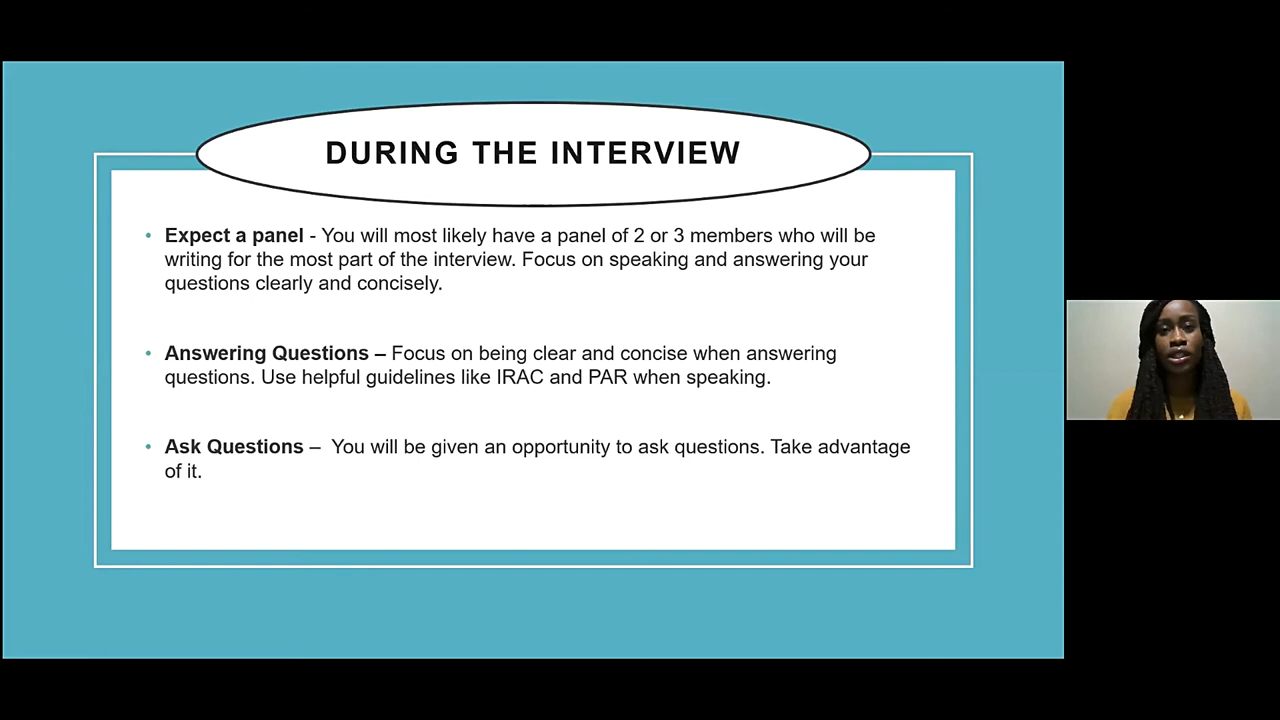 DURING THE INTERVIEW
• Expect a panel - You will most likely have a panel of 2 or 3 members who will be
writing for the most part of the interview. Focus on speaking and answering your
questions clearly and concisely.
• Answering Questions – Focus on being clear and concise when answering
questions. Use helpful guidelines like IRAC and PAR when speaking.
• Ask Questions –  You will be given an opportunity to ask questions. Take advantage
of it.